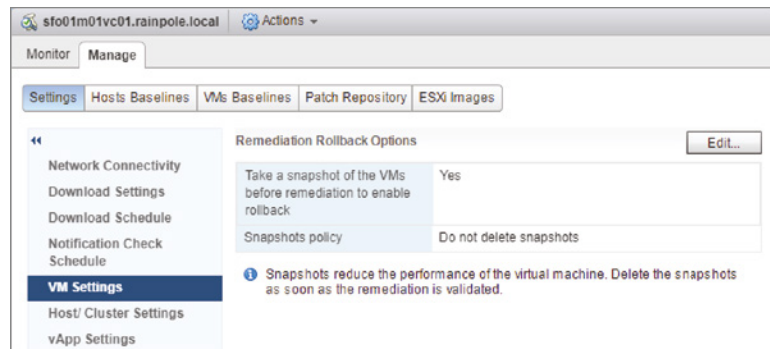 sfo01m01vc01.rainpole.local Actions
Monitor Manage
Settings Hosts Baselines VMs Baselines Patch Repository ESXi Images
Remediation Rollback Options Edit...
Network Connectivity
Download Settings
Download Schedule
Notification Check
Schedule
VM Settings
Host/ Cluster Settings
vApp Settings
Take a snapshot of the VMs Yes
before remediation to enable
rollback
Snapshots policy Do not delete snapshots
Snapshots reduce the performance of the virtual machine. Delete the snapshots
as soon as the remediation is validated.